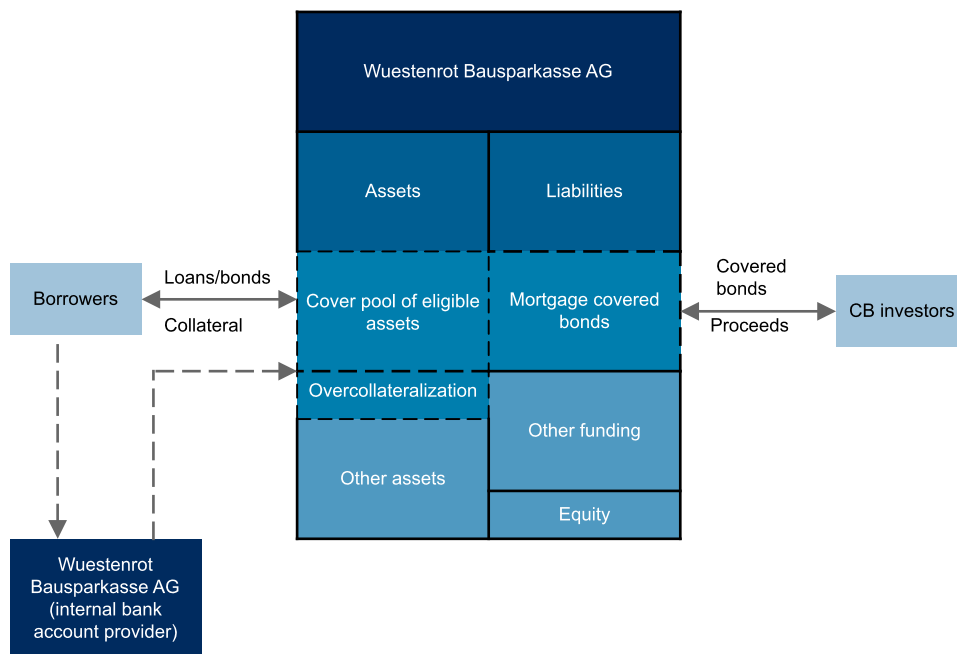 Wuestenrot Bausparkasse AG
Assets
Liabilities
Borrowers
Loans/bonds
Collateral
Cover pool of eligible
assets
Mortgage covered
bonds
Covered
bonds
Proceeds
CB investors
Overcollateralization
Other funding
Other assets
Equity
Wuestenrot
Bausparkasse AG
(internal bank
account provider)